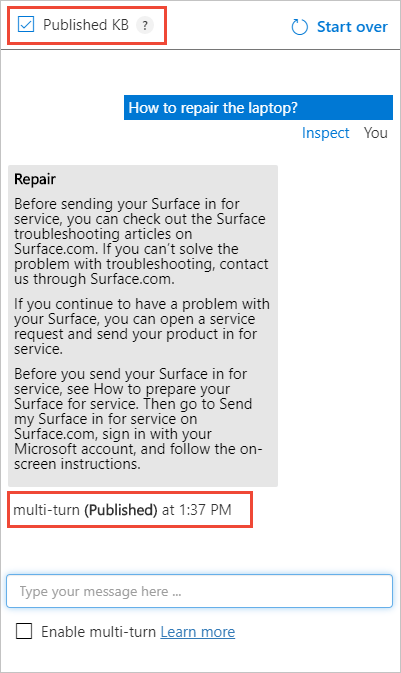 Published KB ?
Start over
How to repair the laptop?
Inspect You
Repair
Before sending your Surface in for
service, you can check out the Surface
troubleshooting articles on
Surface.com. If you can't solve the
problem with troubleshooting, contact
us through Surface.com.
If you continue to have a problem with
your Surface, you can open a service
request and send your product in for
service.
Before you send your Surface in for
service, see How to prepare your
Surface for service. Then go to Send
my Surface in for service on
Surface.com, sign in with your
Microsoft account, and follow the on-
screen instructions.
multi-turn (Published) at 1:37 PM
Type your message here ...
Enable multi-turn Learn more